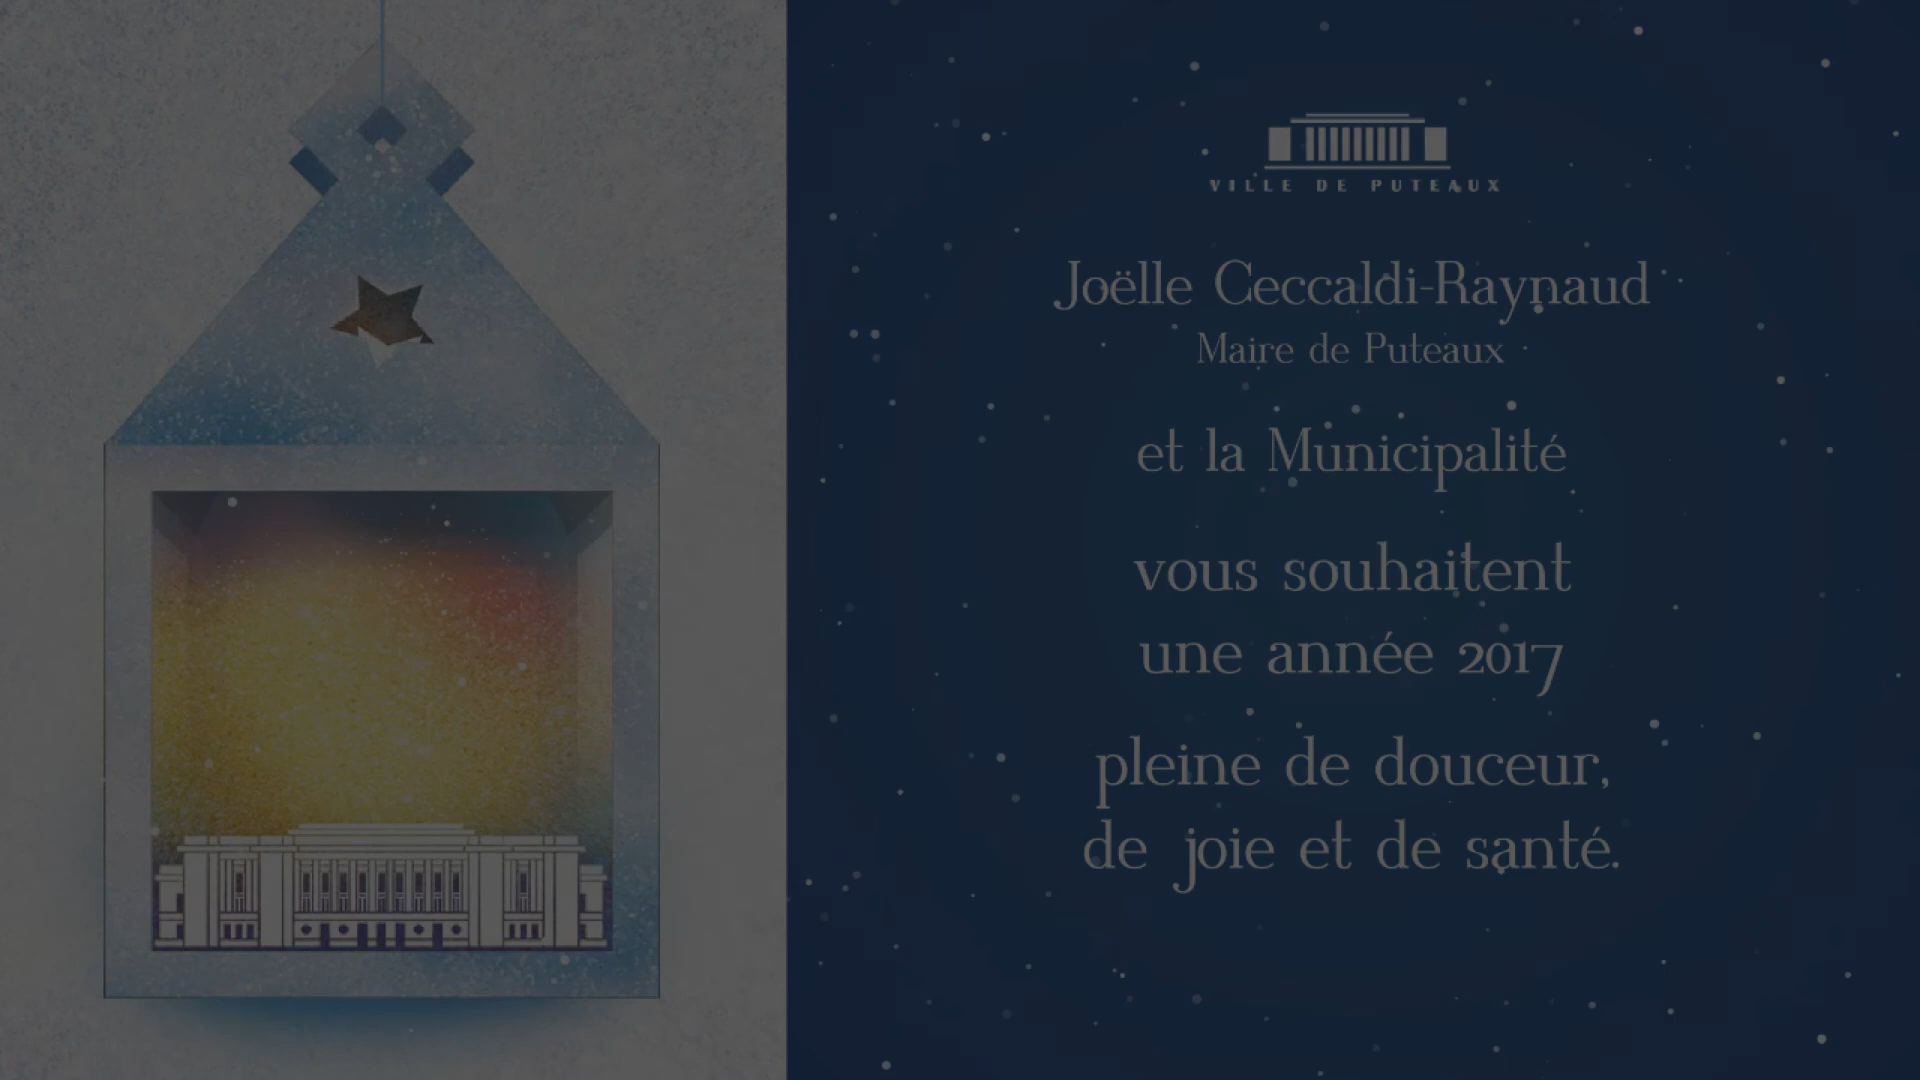 VILLE DE PUTEAUX
Joëlle Ceccaldi-Raynaud
Maire de Puteaux
et la Municipalité
vous souhaitent
une année 2017
pleine de douceur,
de joie et de santé.